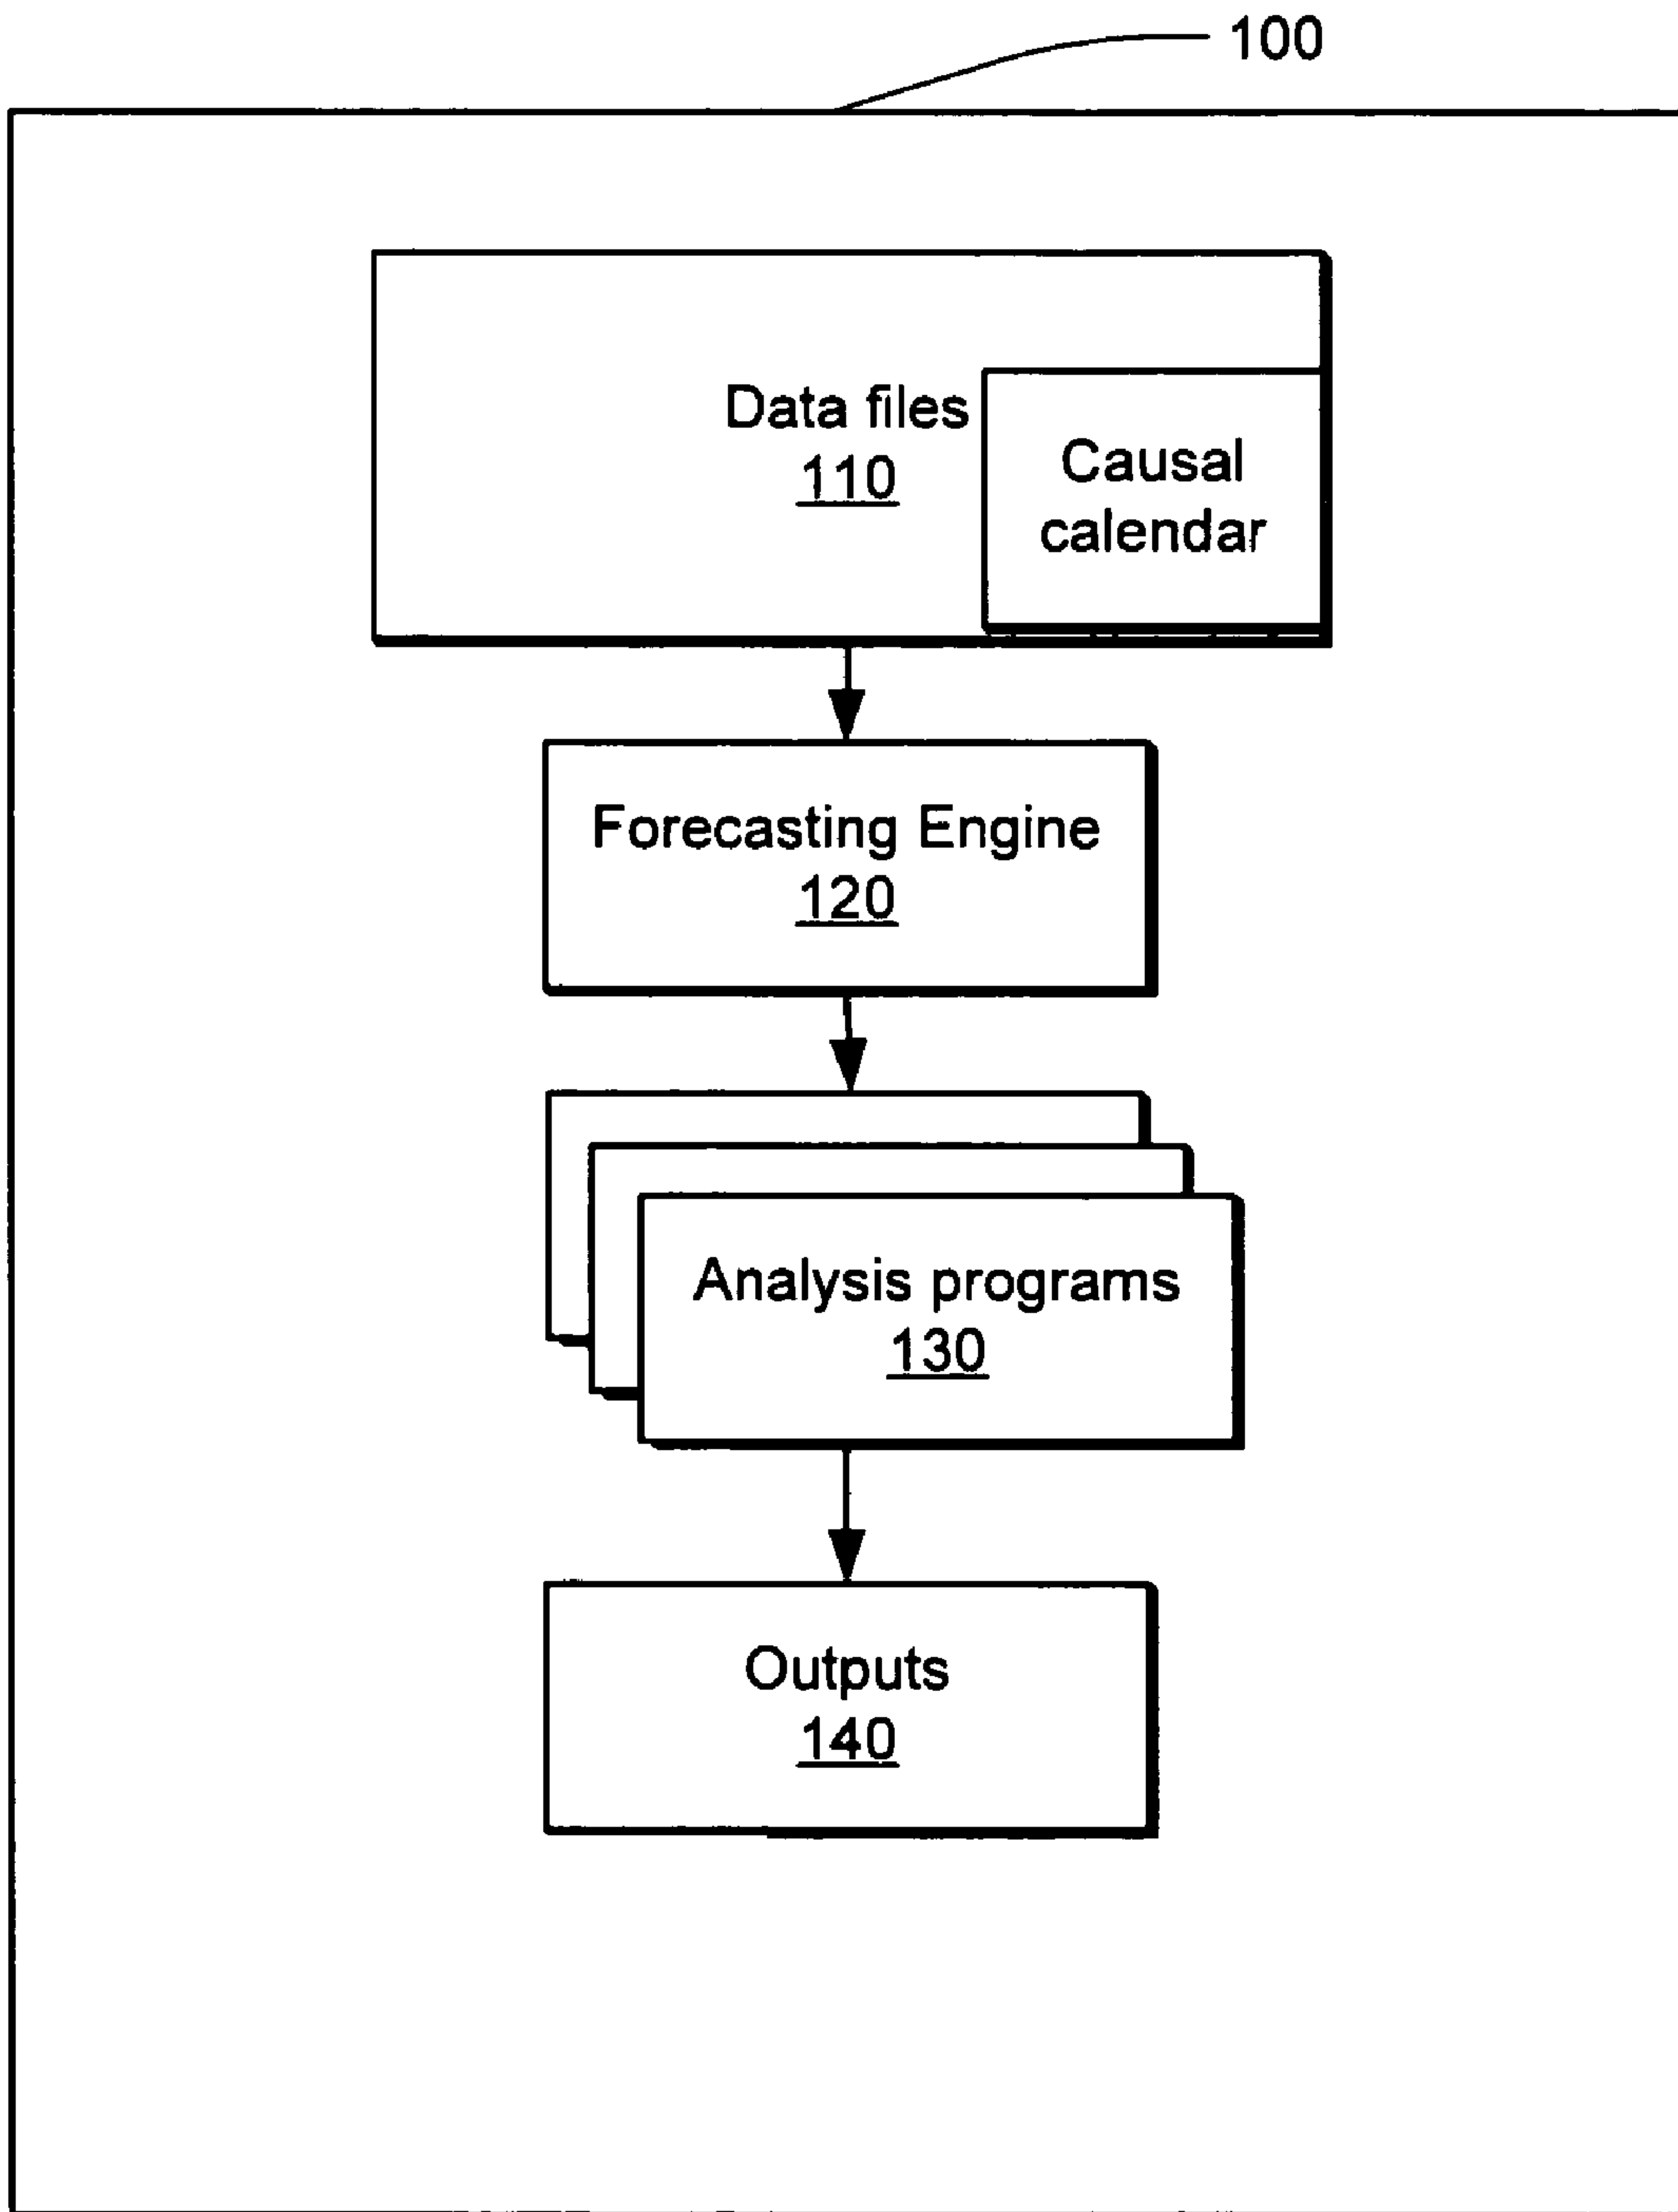 100
Data files
110
Causal
calendar
Forecasting Engine
120
Analysis programs
130
Outputs
140